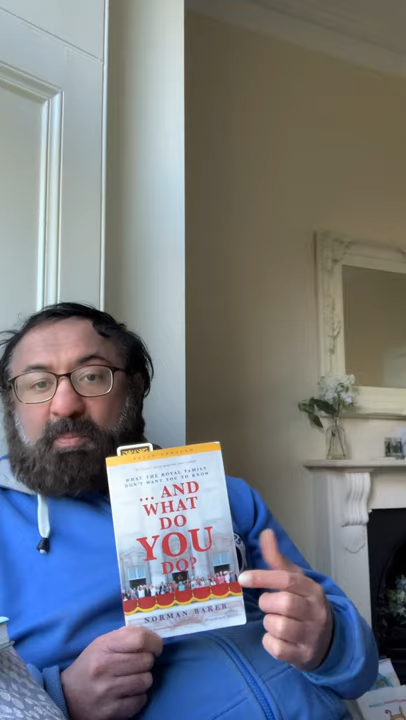 WHAT THE ROYAL FAMILY
DON'T WANT YOU TO KNOW
... AND
WHAT
DO
YOU
DO?
NORMAN BAKER